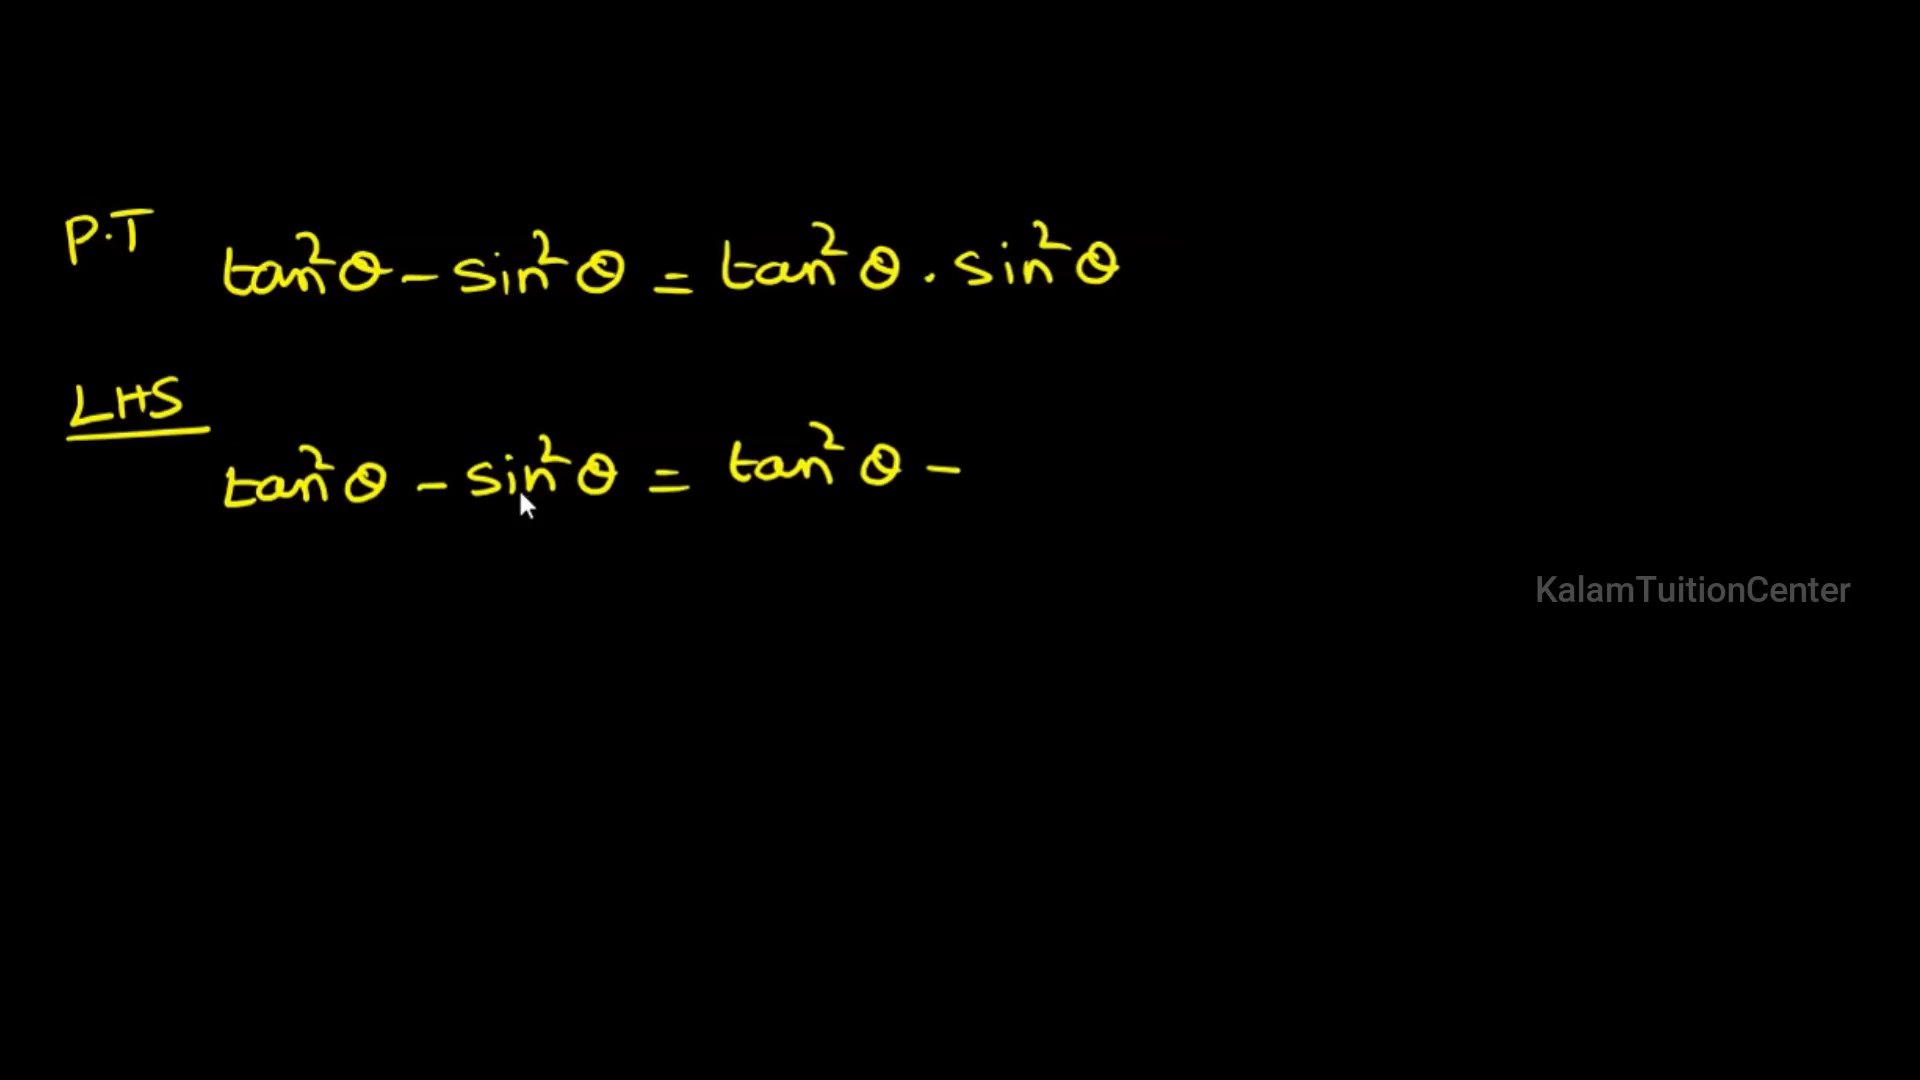 P.T
tan²θ - sin²θ = tan²θ . sin²θ
LHS
tan²θ - sin²θ = tan²θ -
KalamTuitionCenter